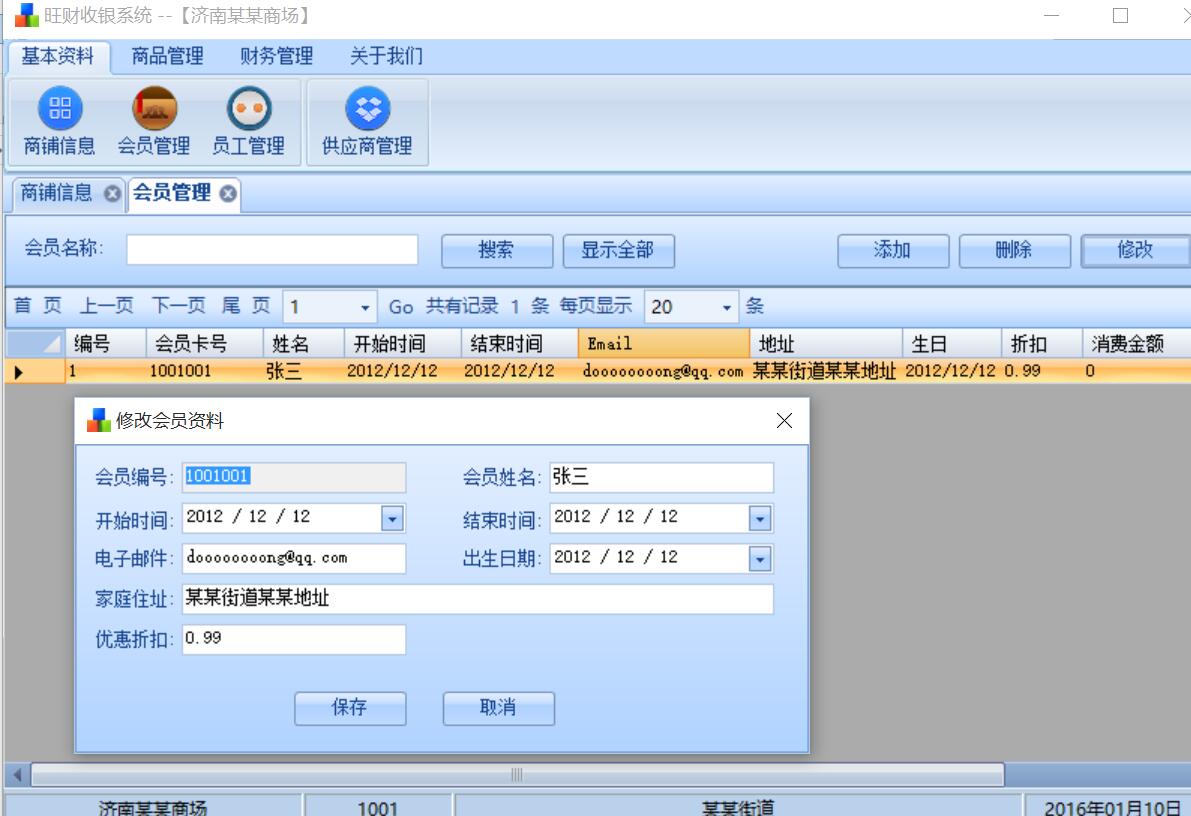 旺财收银系统 --【济南某某商场】
基本资料 商品管理 财务管理 关于我们
商铺信息 会员管理 员工管理 供应商管理
商铺信息 会员管理
会员名称: 搜索 显示全部 添加 删除 修改
首 页 上一页 下一页 尾 页 1 Go 共有记录 1 条 每页显示 20 条
编号 会员卡号 姓名 开始时间 结束时间 Email 地址 生日 折扣 消费金额
1 1001001 张三 2012/12/12 2012/12/12 doooooooong@qq.com 某某街道某某地址 2012/12/12 0.99 0
修改会员资料
会员编号: 1001001 会员姓名: 张三
开始时间: 2012 / 12 / 12 结束时间: 2012 / 12 / 12
电子邮件: doooooooong@qq.com 出生日期: 2012 / 12 / 12
家庭住址: 某某街道某某地址
优惠折扣: 0.99
保存 取消
济南某某商场 1001 某某街道 2016年01月10日